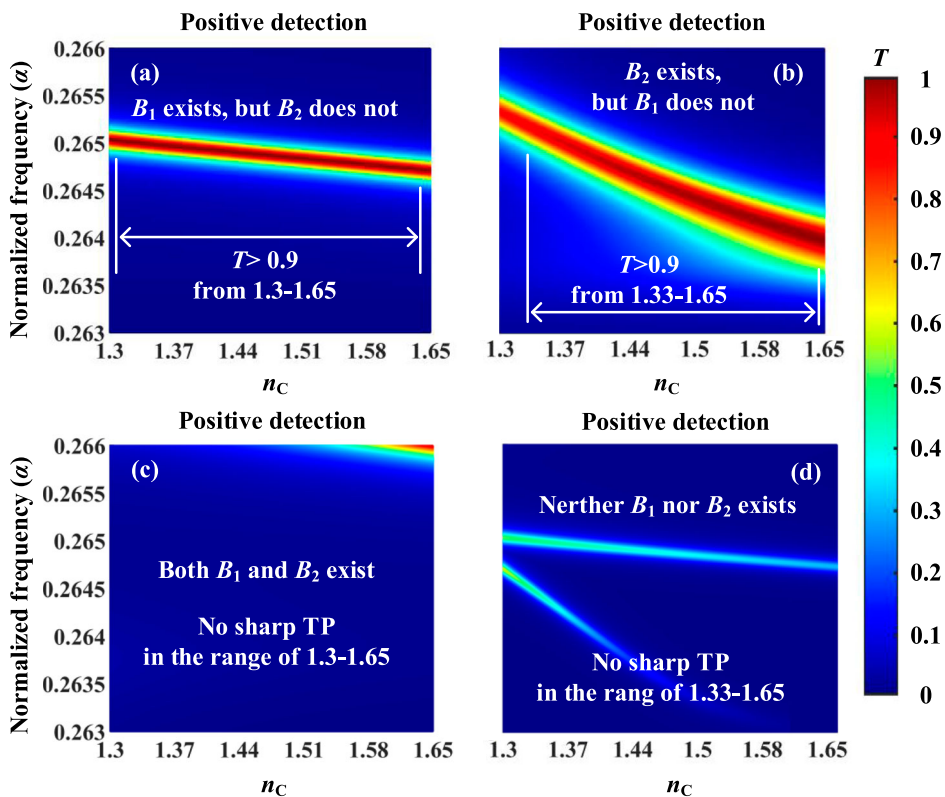 Positive detection
Positive detection
Normalized frequency (α)
0.266
0.2655
0.265
0.2645
0.264
0.2635
0.263
(a)
B1 exists, but B2 does not
T> 0.9
from 1.3-1.65
1.3 1.37 1.44 1.51 1.58 1.65
nC
(b)
B2 exists,
but B1 does not
T>0.9
from 1.33-1.65
1.3 1.37 1.44 1.5 1.58 1.65
nC
T
1
0.9
0.8
0.7
0.6
0.5
0.4
0.3
0.2
0.1
0
Positive detection
Positive detection
Normalized frequency (α)
0.266
0.2655
0.265
0.2645
0.264
0.2635
0.263
(c)
Both B1 and B2 exist
No sharp TP
in the range of 1.3-1.65
1.3 1.37 1.44 1.51 1.58 1.65
nC
(d)
Nerther B1 nor B2 exists
No sharp TP
in the rang of 1.33-1.65
1.3 1.37 1.44 1.5 1.58 1.65
nC